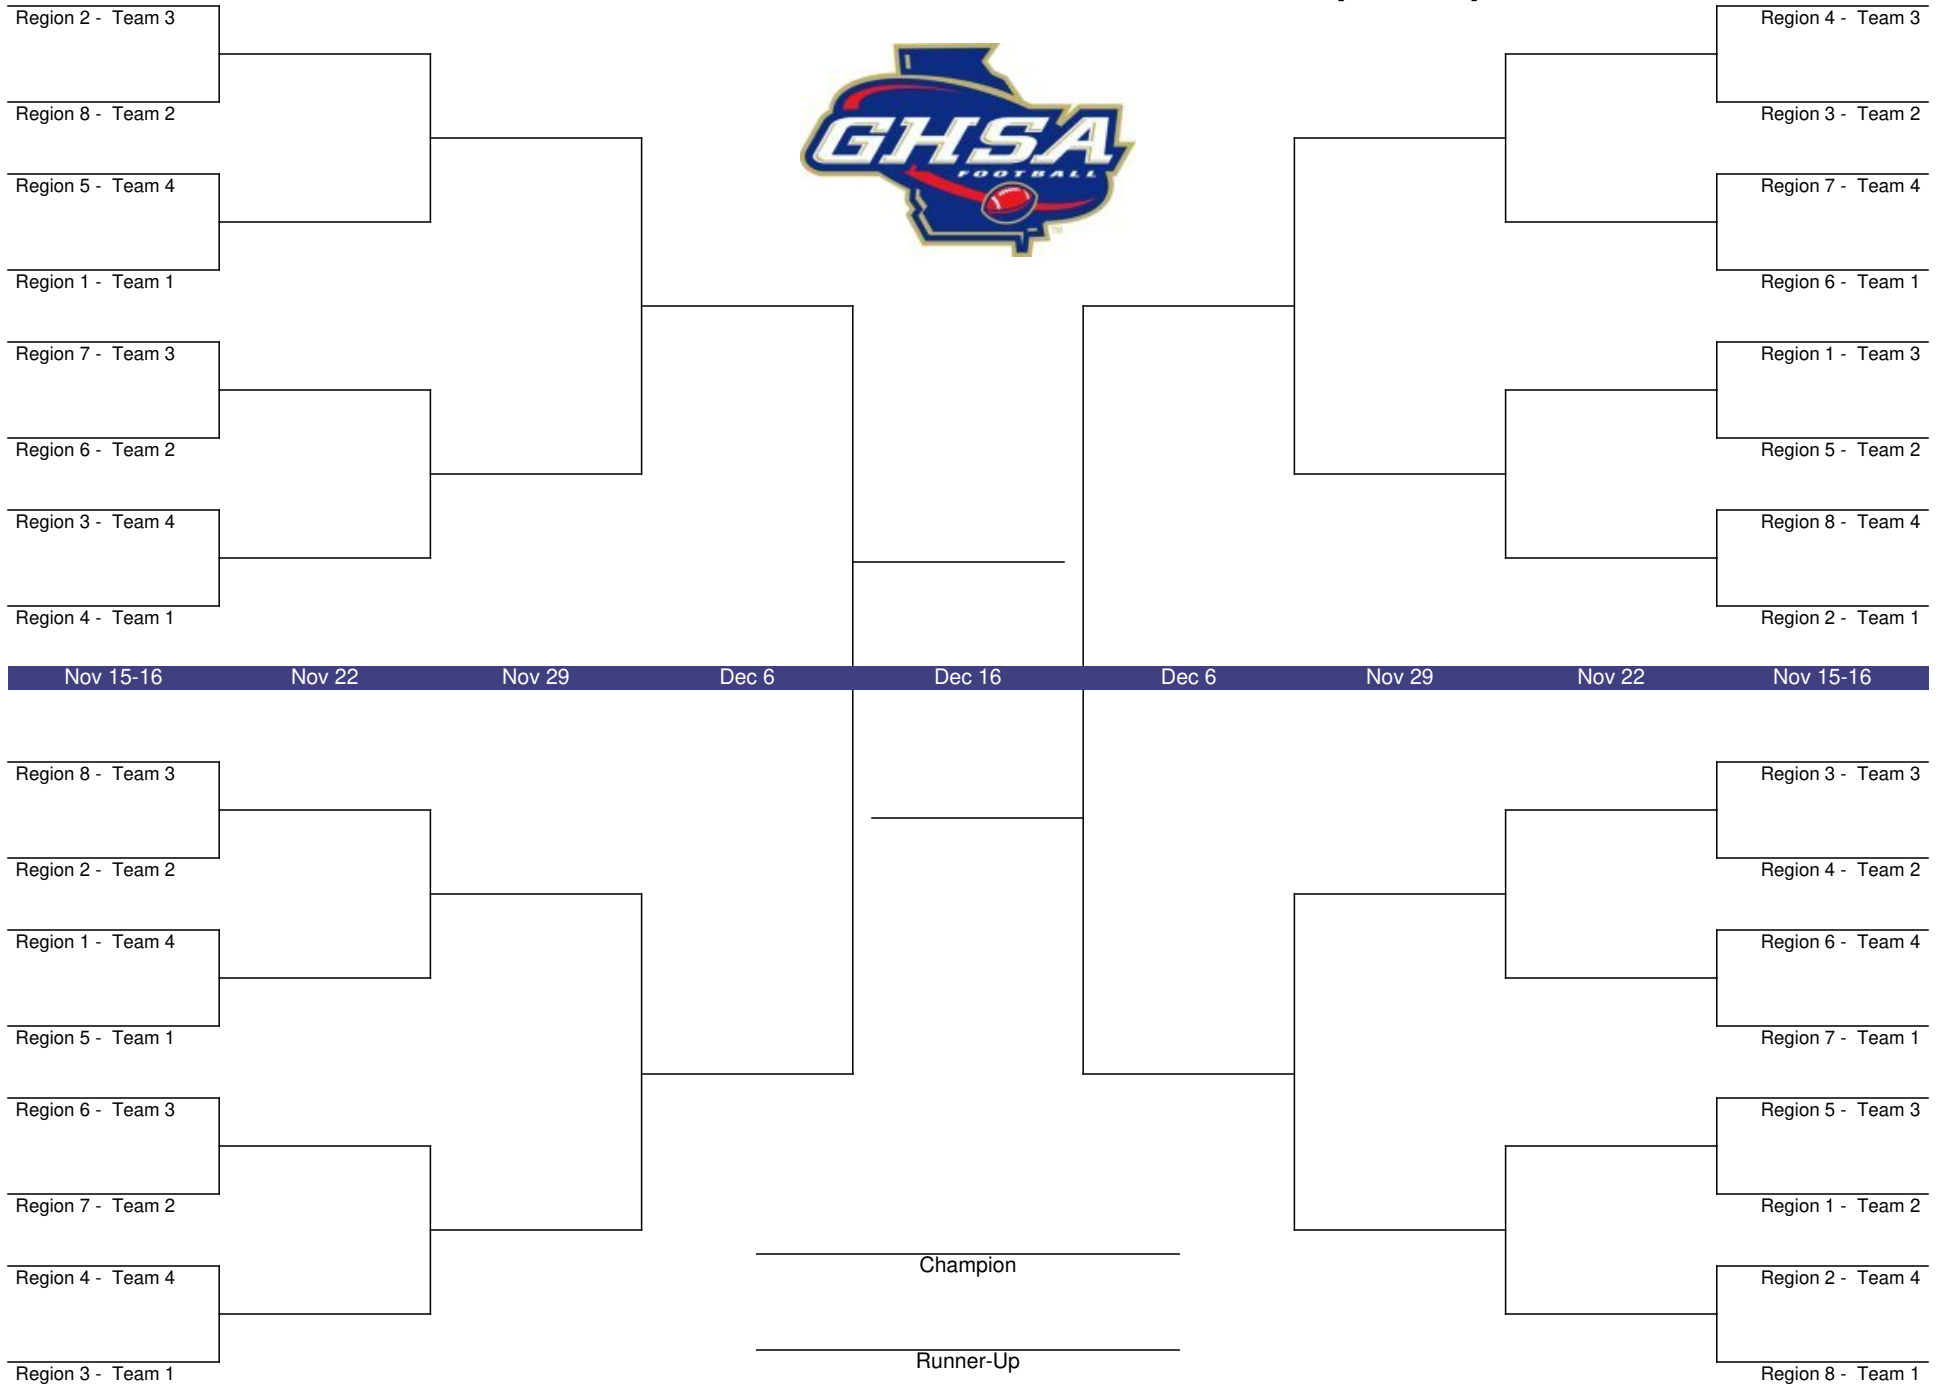 Region 2 - Team 3
Region 4 - Team 3
GHSA
FOOTBALL
TM
Region 8 - Team 2
Region 3 - Team 2
Region 5 - Team 4
Region 7 - Team 4
Region 1 - Team 1
Region 6 - Team 1
Region 7 - Team 3
Region 1 - Team 3
Region 6 - Team 2
Region 5 - Team 2
Region 3 - Team 4
Region 8 - Team 4
Region 4 - Team 1
Region 2 - Team 1
Nov 15-16 Nov 22 Nov 29 Dec 6 Dec 16 Dec 6 Nov 29 Nov 22 Nov 15-16
Region 8 - Team 3
Region 3 - Team 3
Region 2 - Team 2
Region 4 - Team 2
Region 1 - Team 4
Region 6 - Team 4
Region 5 - Team 1
Region 7 - Team 1
Region 6 - Team 3
Region 5 - Team 3
Region 7 - Team 2
Region 1 - Team 2
Champion
Region 4 - Team 4
Region 2 - Team 4
Runner-Up
Region 3 - Team 1
Region 8 - Team 1